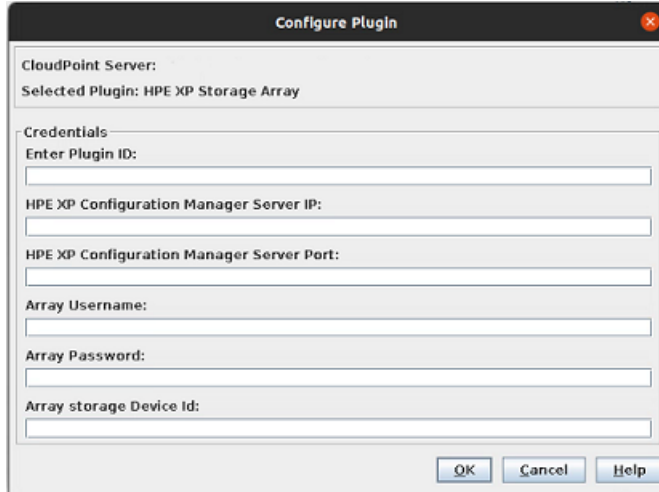 Configure Plugin
CloudPoint Server:
Selected Plugin: HPE XP Storage Array
Credentials
Enter Plugin ID:
HPE XP Configuration Manager Server IP:
HPE XP Configuration Manager Server Port:
Array Username:
Array Password:
Array storage Device Id:
OK Cancel Help